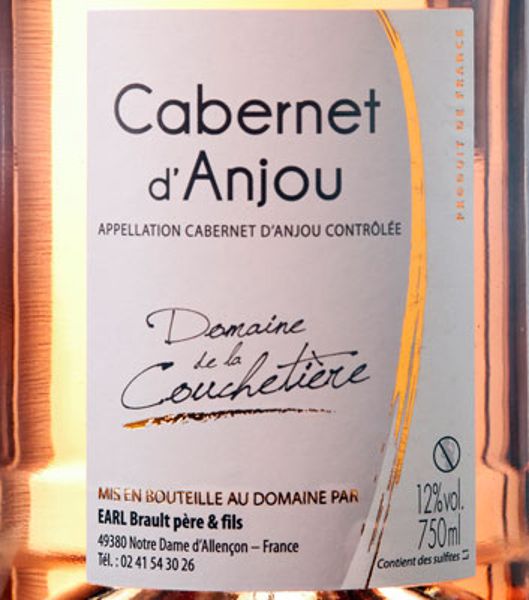 Cabernet
d'Anjou
APPELLATION CABERNET D'ANJOU CONTRÔLÉE
PRODUIT DE FRANCE
Domaine
de la
Couchetière
MIS EN BOUTEILLE AU DOMAINE PAR
EARL Brault père & fils
49380 Notre Dame d'Allençon – France
Tél. : 02 41 54 30 26
12%vol.
750ml
Contient des sulfites